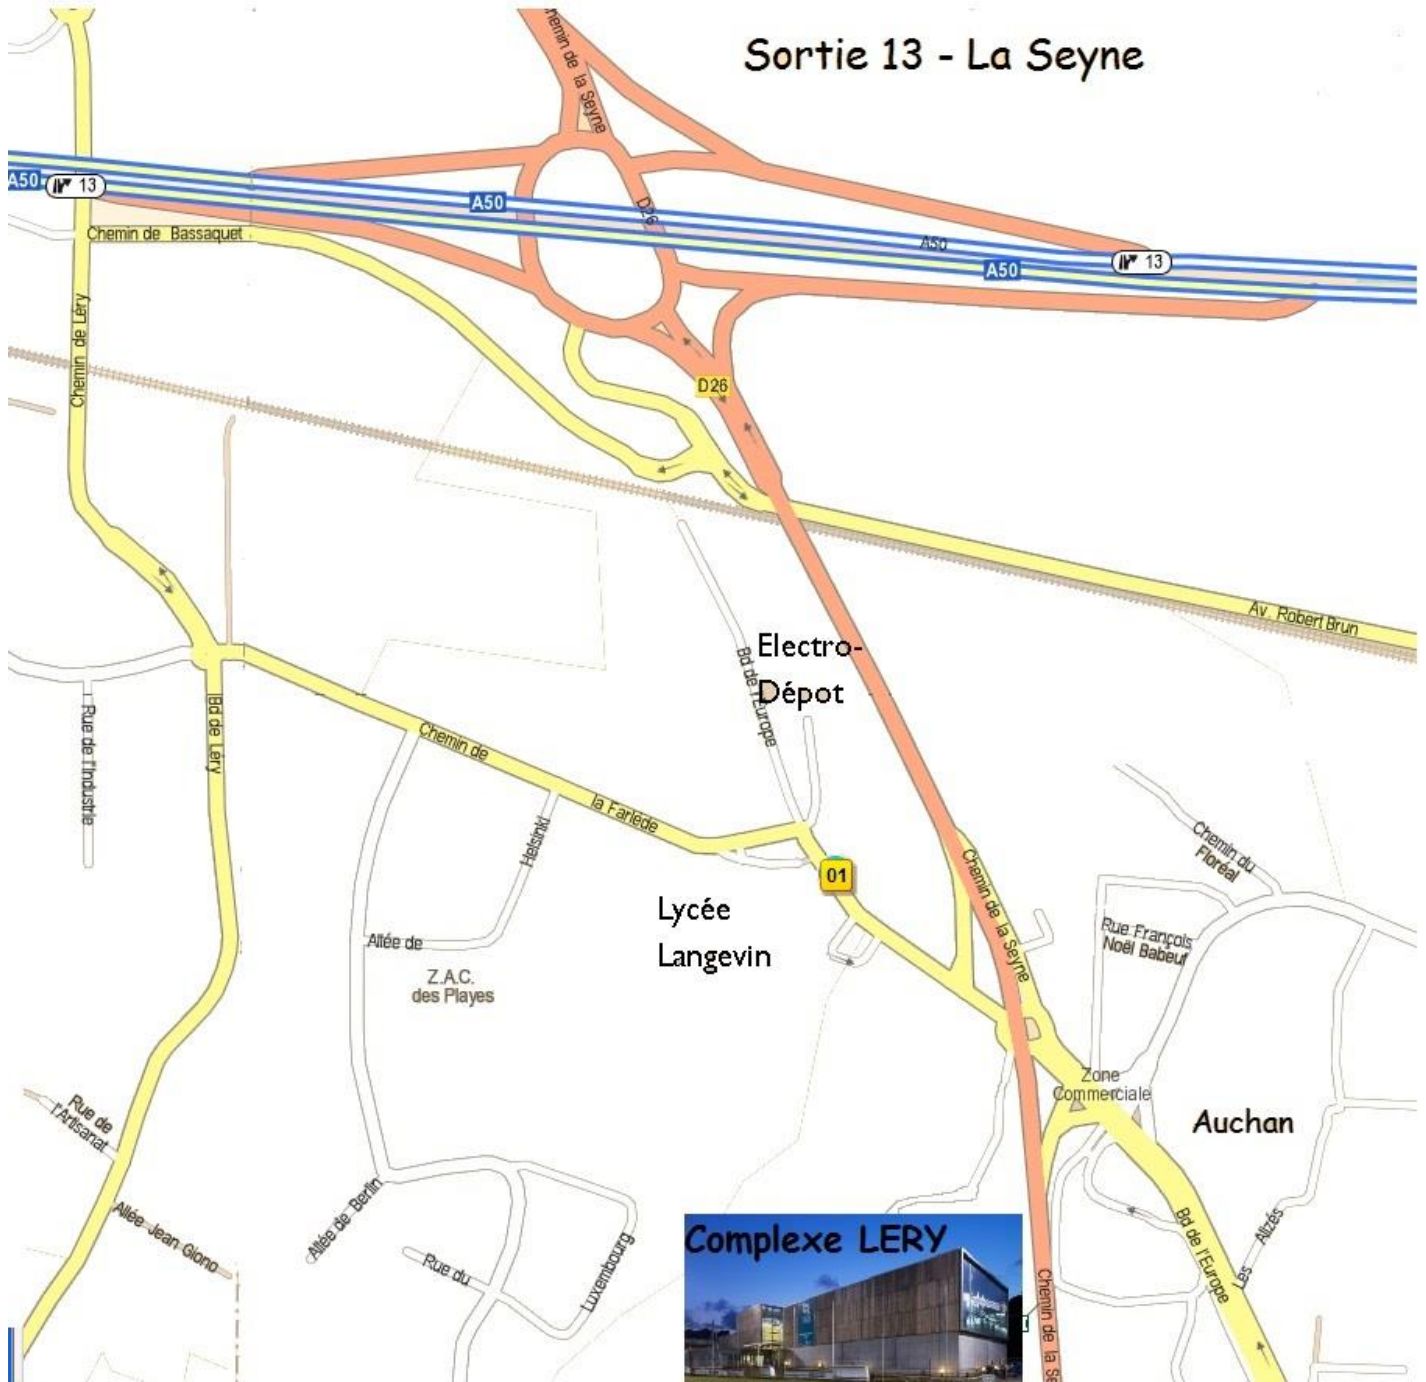 Sortie 13 - La Seyne
Chemin de la Seyne
A50
13
A50
D26
A50
13
A50
Chemin de Bassaquet
Chemin de Léry
D26
Av. Robert Brun
Electro-
Dépot
Bd de l'Europe
Rue de l'Industrie
Bd de Léry
Chemin de
la Farlède
Helsinki
01
Chemin de la Seyne
Chemin du
Floréal
Lycée
Langevin
Rue François
Noël Babeuf
Allée de
Z.A.C.
des Playes
Zone
Commerciale
Auchan
Rue de
l'Artisanat
Allée Jean Giono
Allée de Berlin
Rue du
Luxembourg
Complexe LERY
Bd de l'Europe
Les Alizés
Chemin de la Se